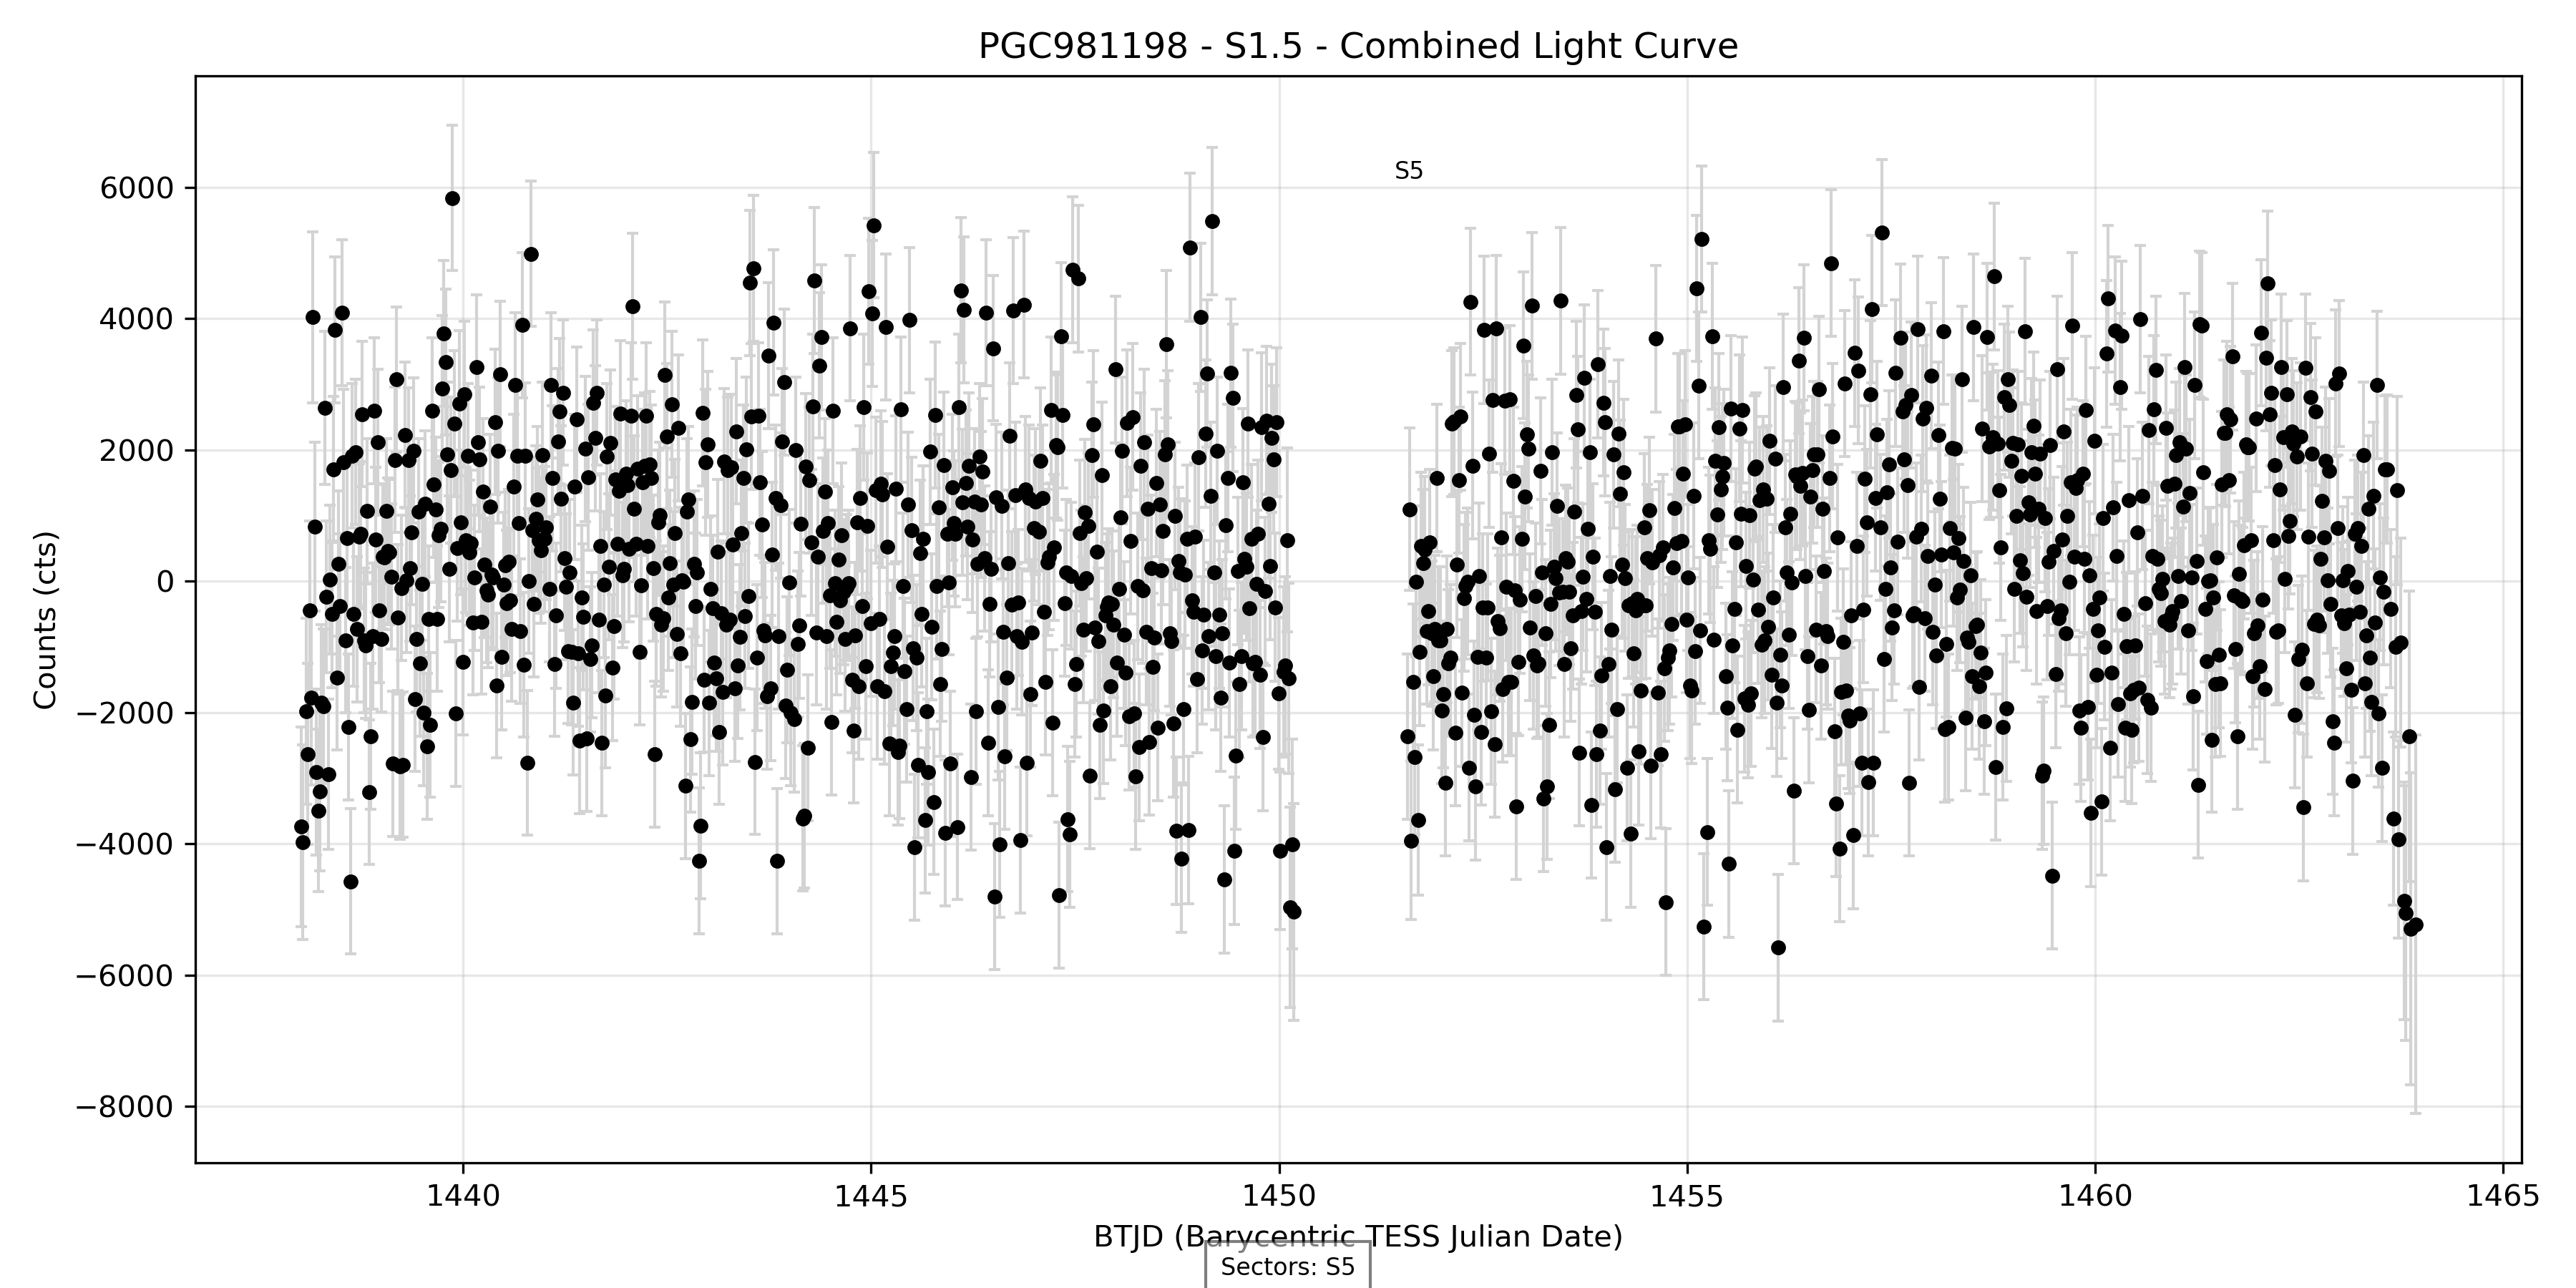 PGC981198 - S1.5 - Combined Light Curve
S5
6000
4000
2000
0
−2000
−4000
−6000
−8000
Counts (cts)
1440 1445 1450 1455 1460 1465
BTJD (Barycentric TESS Julian Date)
Sectors: S5